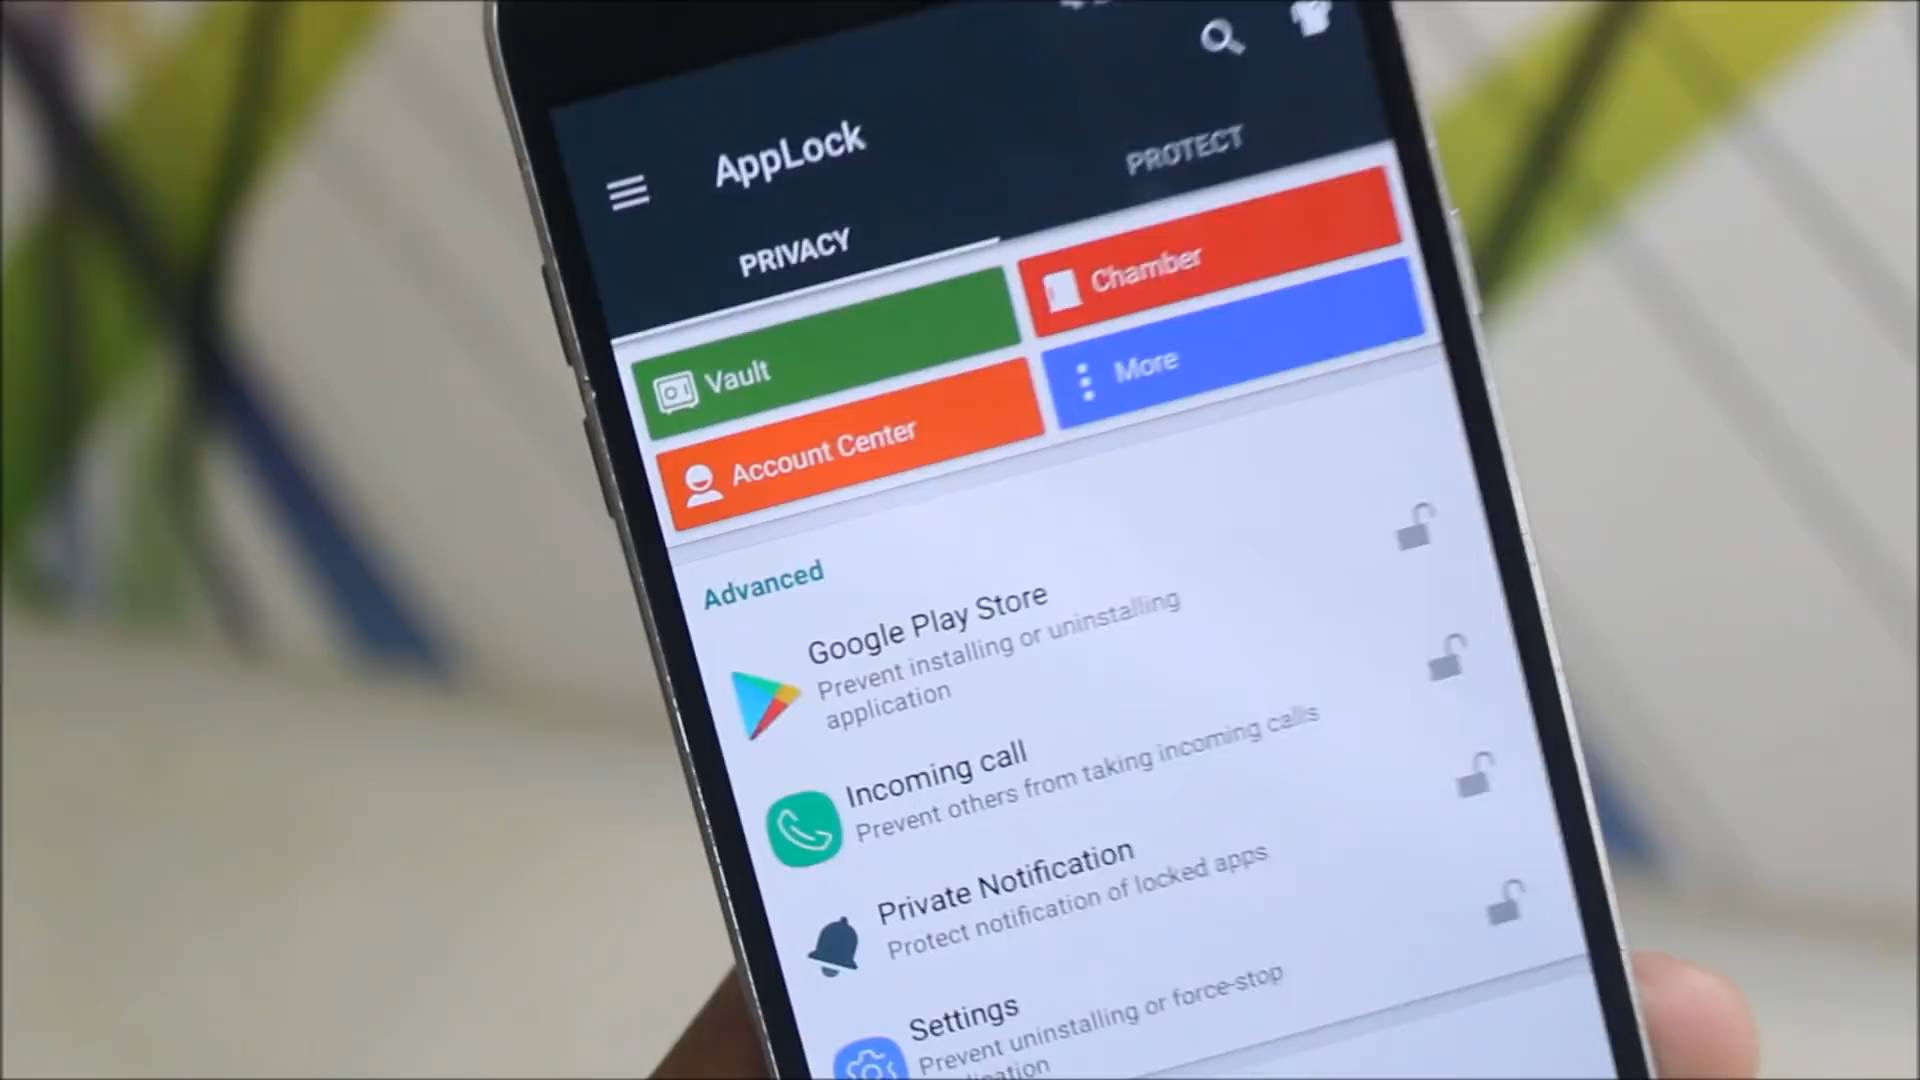 AppLock
PRIVACY
PROTECT
Vault
Chamber
Account Center
More
Advanced
Google Play Store
Prevent installing or uninstalling
application
Incoming call
Prevent others from taking incoming calls
Private Notification
Protect notification of locked apps
Settings
Prevent uninstalling or force-stop